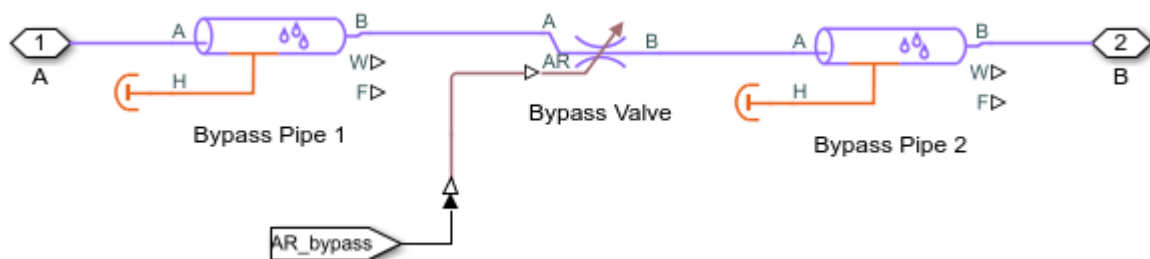 1
A
A
B
H
W
F
Bypass Pipe 1
A
AR
B
Bypass Valve
A
B
H
W
F
Bypass Pipe 2
2
B
AR_bypass